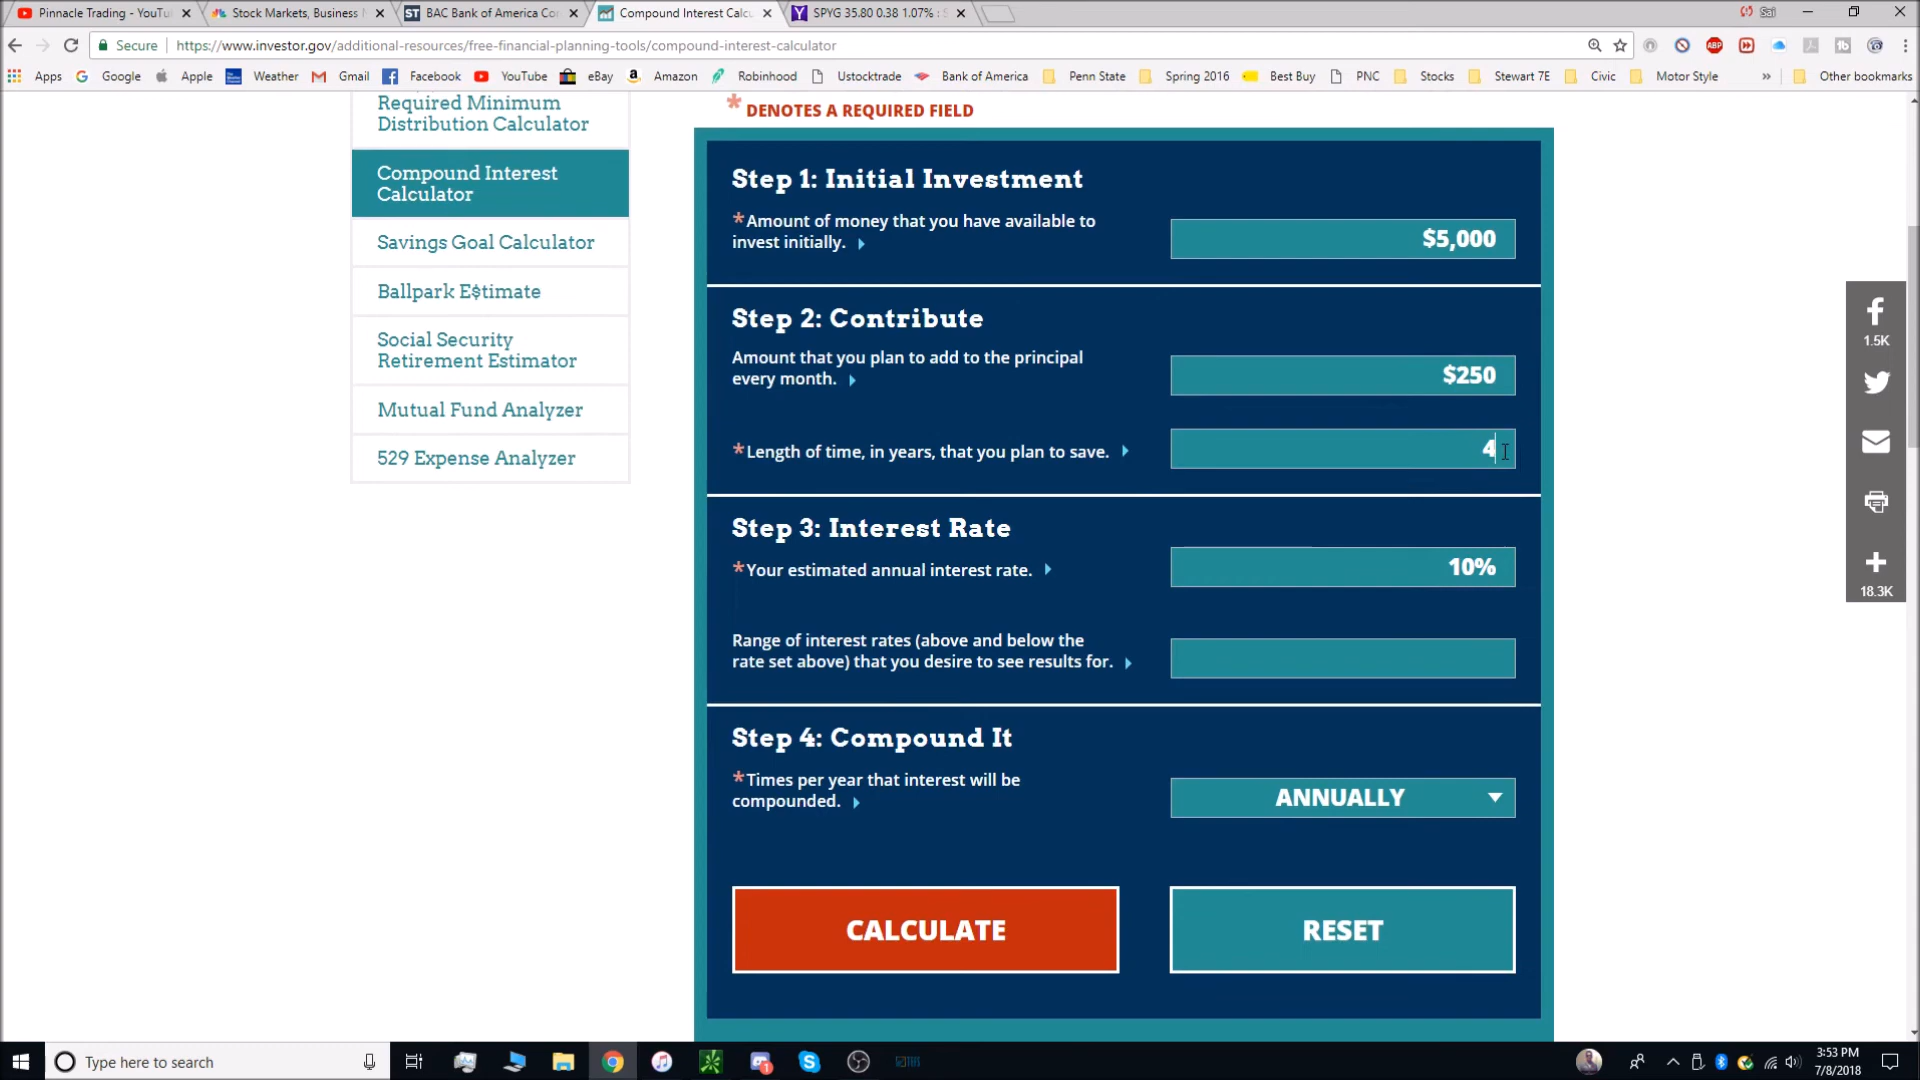 Pinnacle Trading - YouTu
Stock Markets, Business
ST BAC Bank of America Co
Compound Interest Calcu
SPYG 35.80 0.38 1.07% : S
Sai
Secure
https://www.investor.gov/additional-resources/free-financial-planning-tools/compound-interest-calculator
ABP
Apps
Google
Apple
Weather
Gmail
Facebook
YouTube
eBay
Amazon
Robinhood
Ustocktrade
Bank of America
Penn State
Spring 2016
Best Buy
PNC
Stocks
Stewart 7E
Civic
Motor Style
»
Other bookmarks
Required Minimum
Distribution Calculator
Compound Interest
Calculator
Savings Goal Calculator
Ballpark E$timate
Social Security
Retirement Estimator
Mutual Fund Analyzer
529 Expense Analyzer
* DENOTES A REQUIRED FIELD
Step 1: Initial Investment
*Amount of money that you have available to
invest initially.
$5,000
Step 2: Contribute
Amount that you plan to add to the principal
every month.
$250
*Length of time, in years, that you plan to save.
4
Step 3: Interest Rate
*Your estimated annual interest rate.
10%
Range of interest rates (above and below the
rate set above) that you desire to see results for.
Step 4: Compound It
*Times per year that interest will be
compounded.
ANNUALLY
CALCULATE
RESET
1.5K
18.3K
Type here to search
3:53 PM
7/8/2018